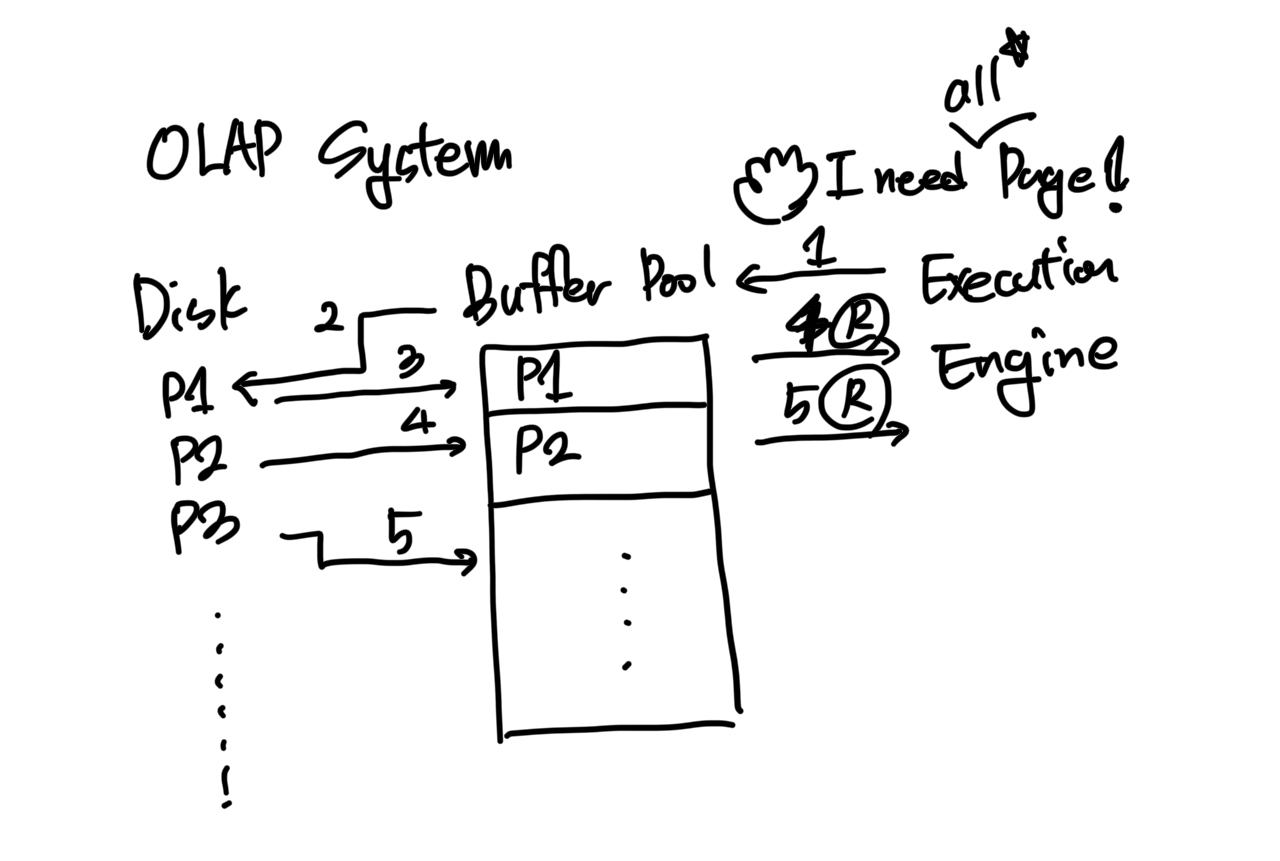 all*
OLAP System
I need Page!
1
Disk
Buffer Pool
Execution
Engine
2
3
4 R
P1
P1
5 R
4
P2
P2
P3
5